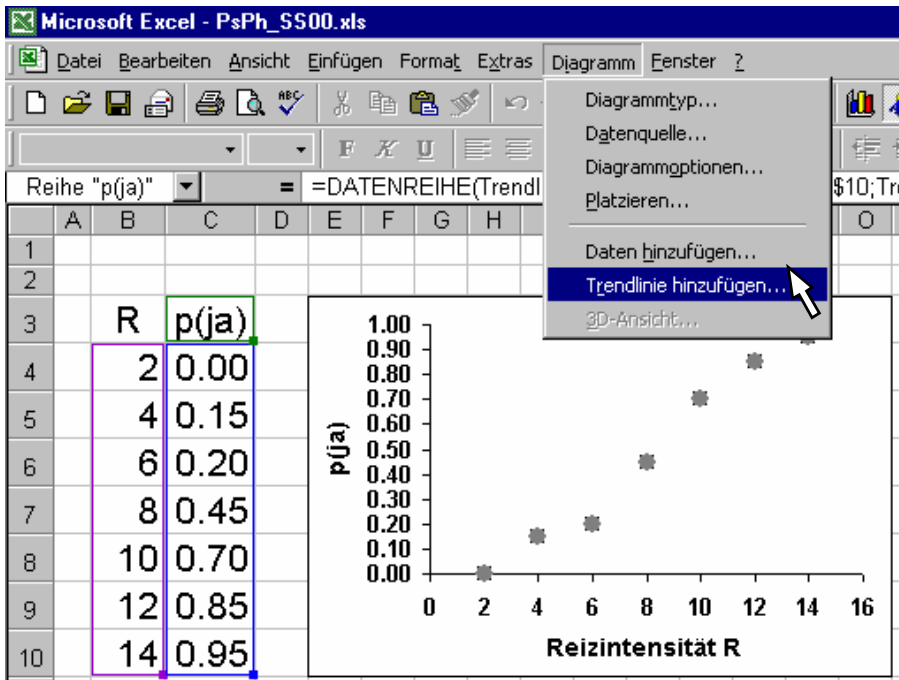 Microsoft Excel - PsPh_SS00.xls
Datei Bearbeiten Ansicht Einfügen Format Extras Diagramm Fenster ?
ABC
F K U
Diagrammtyp...
Datenquelle...
Diagrammoptionen...
Platzieren...
Daten hinzufügen...
Trendlinie hinzufügen...
3D-Ansicht...
Reihe "p(ja)" = =DATENREIHE(Trendl $10;Tr
A B C D E F G H O
1
2
3 R p(ja)
4 2 0.00
5 4 0.15
6 6 0.20
7 8 0.45
8 10 0.70
9 12 0.85
10 14 0.95
p(ja)
1.00
0.90
0.80
0.70
0.60
0.50
0.40
0.30
0.20
0.10
0.00
0 2 4 6 8 10 12 14 16
Reizintensität R